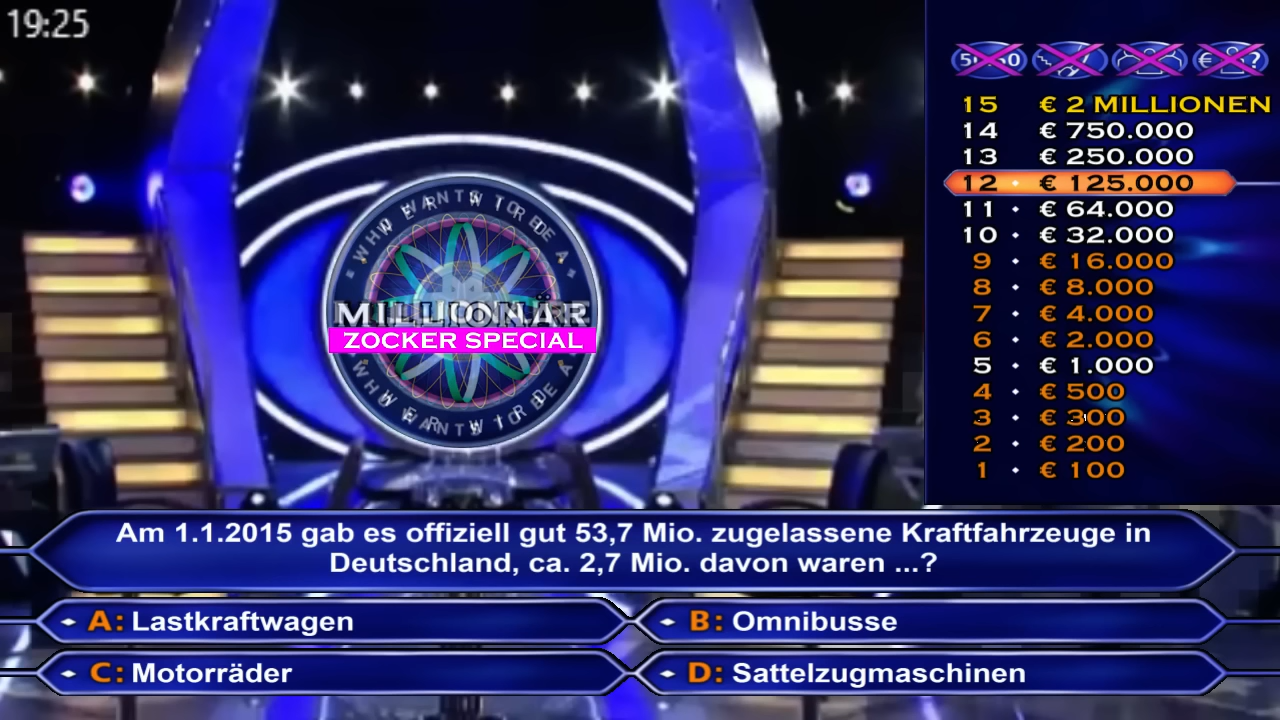 19:25
50:50
€ ?
15 € 2 MILLIONEN
14 € 750.000
13 € 250.000
12 • € 125.000
11 • € 64.000
10 • € 32.000
9 • € 16.000
8 • € 8.000
7 • € 4.000
6 • € 2.000
5 • € 1.000
4 • € 500
3 • € 300
2 • € 200
1 • € 100
MILLIONÄR
ZOCKER SPECIAL
Am 1.1.2015 gab es offiziell gut 53,7 Mio. zugelassene Kraftfahrzeuge in
Deutschland, ca. 2,7 Mio. davon waren ...?
A: Lastkraftwagen
B: Omnibusse
C: Motorräder
D: Sattelzugmaschinen